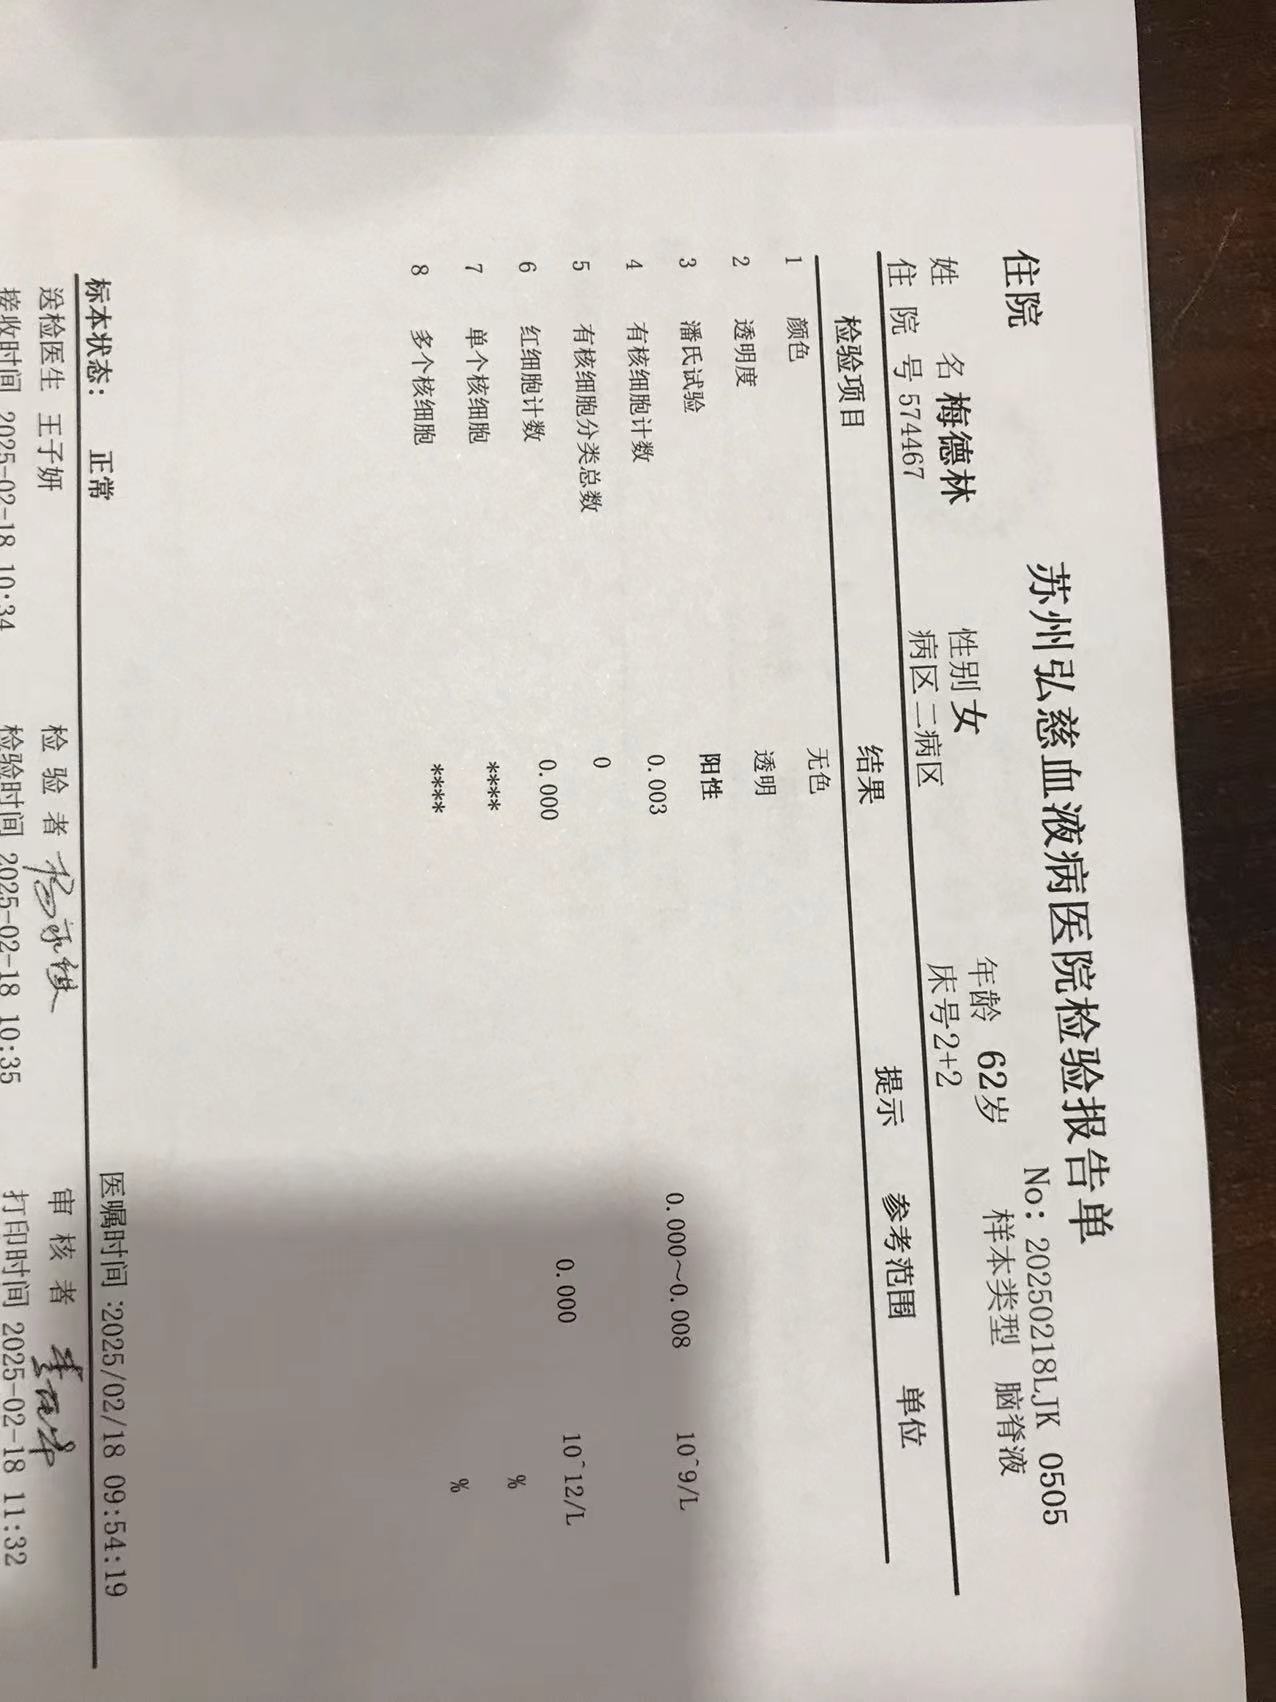 苏州弘慈血液病医院检验报告单
住院 No: 20250218LJK 0505
姓 名 梅德林 性别 女 年龄 62岁 样本类型 脑脊液
住 院 号 574467 病区 二病区 床号 2+2
检验项目 结果 提示 参考范围 单位
1 颜色 无色
2 透明度 透明
3 潘氏试验 阳性
4 有核细胞计数 0.003 0.000~0.008 10^9/L
5 有核细胞分类总数 0
6 红细胞计数 0.000 0.000 10^12/L
7 单个核细胞 **** %
8 多个核细胞 **** %
标本状态: 正常 医嘱时间:2025/02/18 09:54:19
送检医生 王子妍 检 验 者 审 核 者
接收时间 2025-02-18 10:34 检验时间 2025-02-18 10:35 打印时间 2025-02-18 11:32